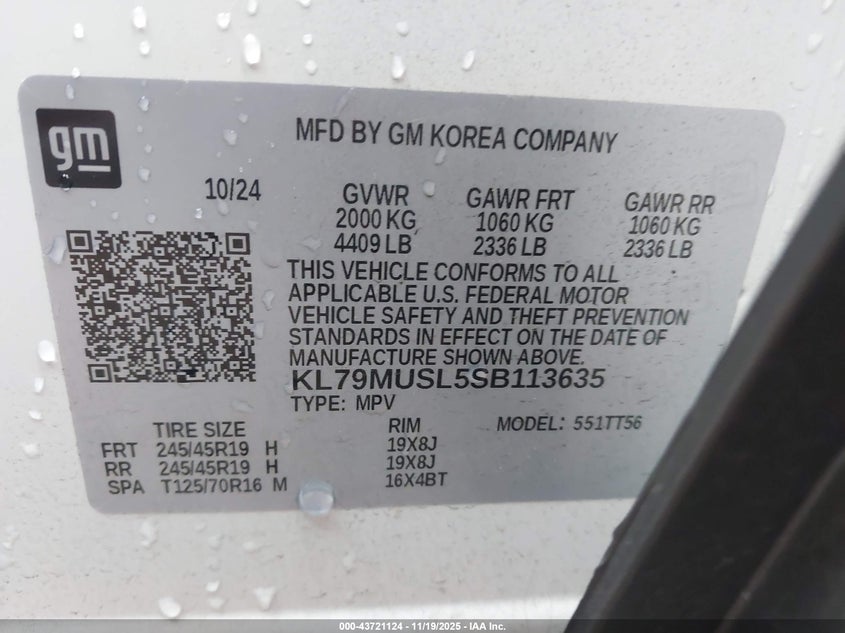 gm
MFD BY GM KOREA COMPANY
10/24
GVWR GAWR FRT GAWR RR
2000 KG 1060 KG 1060 KG
4409 LB 2336 LB 2336 LB
THIS VEHICLE CONFORMS TO ALL
APPLICABLE U.S. FEDERAL MOTOR
VEHICLE SAFETY AND THEFT PREVENTION
STANDARDS IN EFFECT ON THE DATE OF
MANUFACTURE SHOWN ABOVE.
KL79MUSL5SB113635
TYPE: MPV
TIRE SIZE RIM MODEL: 551TT56
FRT 245/45R19 H 19X8J
RR 245/45R19 H 19X8J
SPA T125/70R16 M 16X4BT
000-43721124 - 11/19/2025 - IAA Inc.